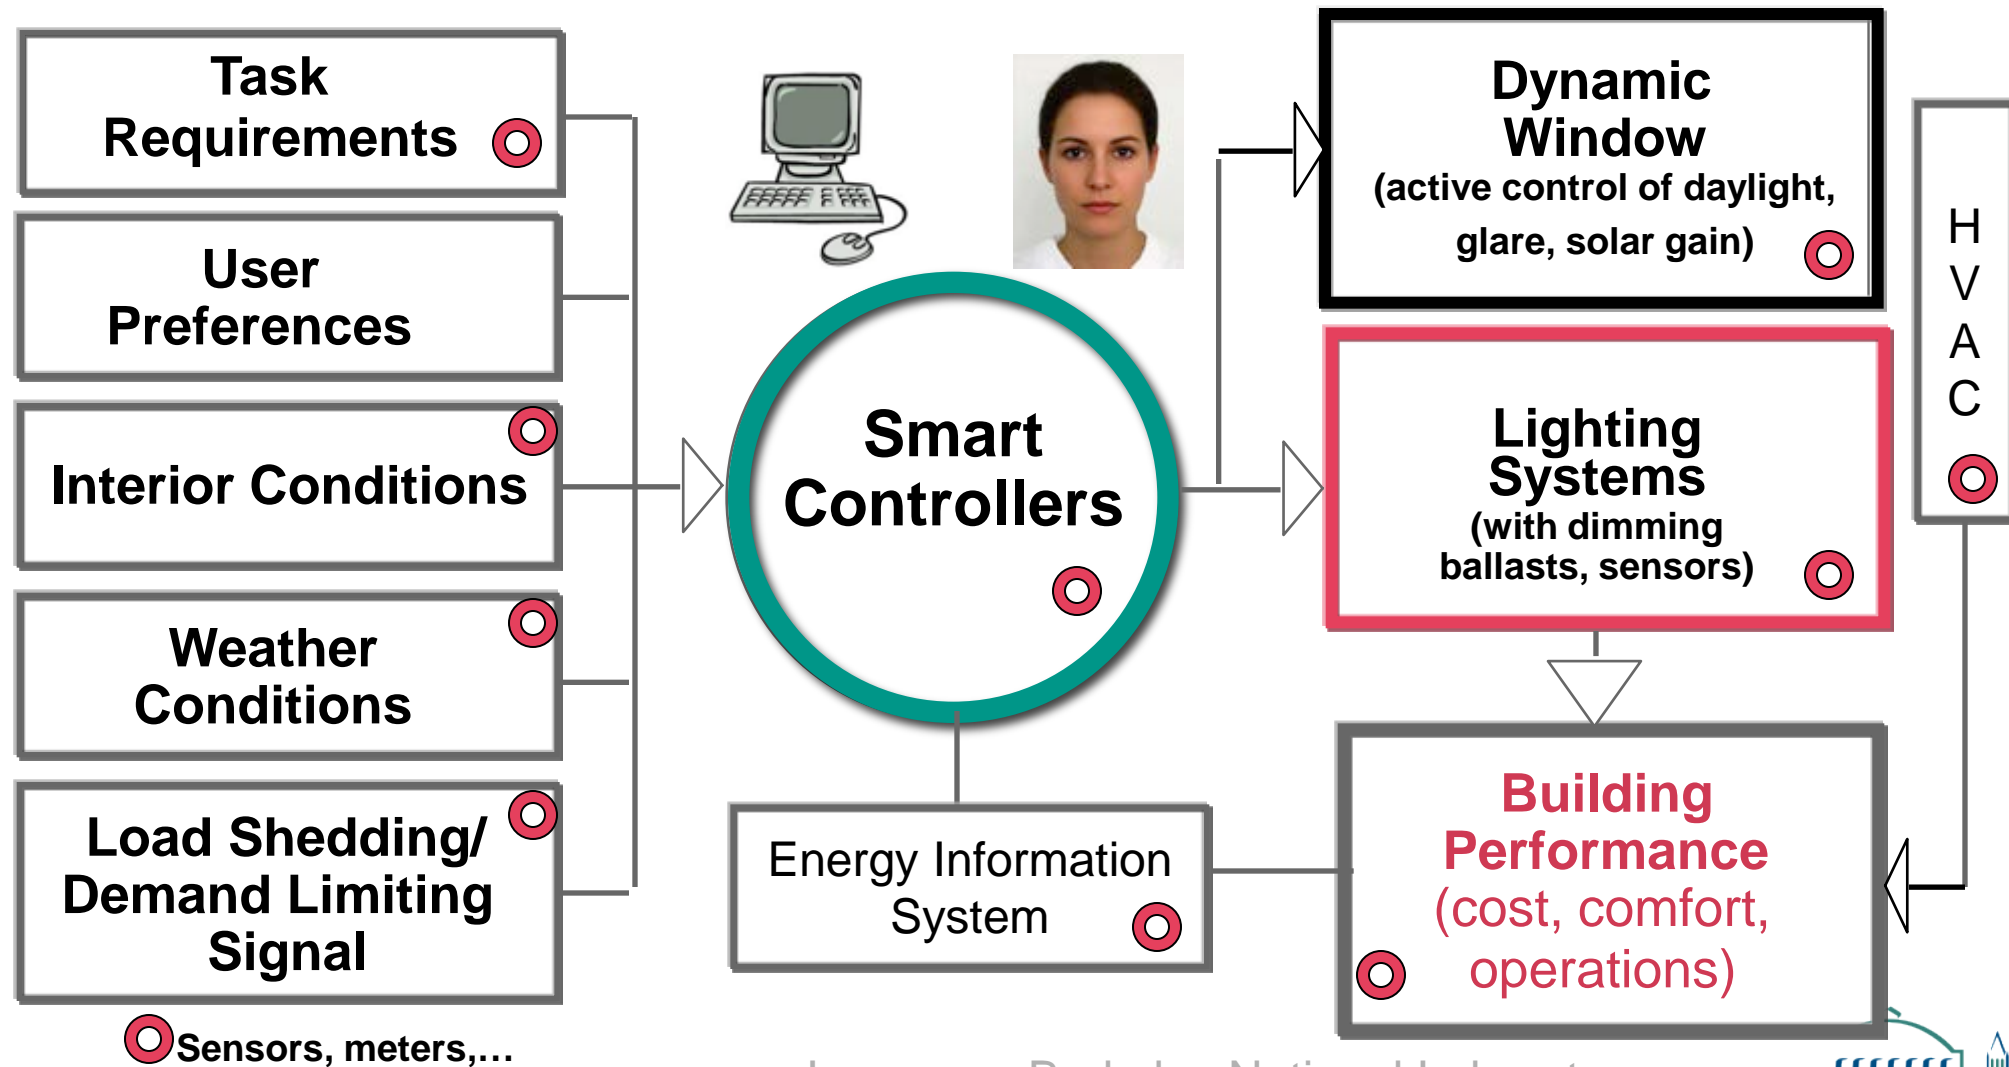 Task
Requirements
User
Preferences
Interior Conditions
Weather
Conditions
Load Shedding/
Demand Limiting
Signal
Sensors, meters,...
Smart
Controllers
Energy Information
System
Dynamic
Window
(active control of daylight,
glare, solar gain)
Lighting
Systems
(with dimming
ballasts, sensors)
Building
Performance
(cost, comfort,
operations)
H
V
A
C
National